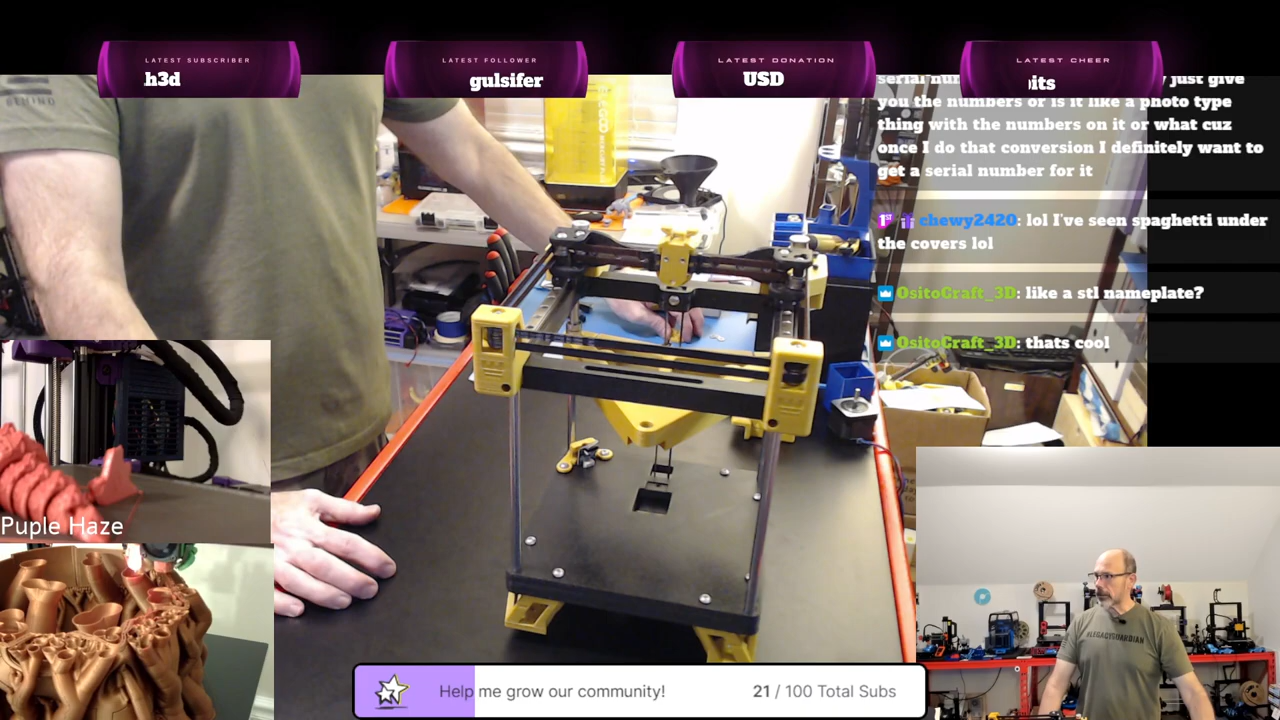 LATEST SUBSCRIBER
h3d
LATEST FOLLOWER
gulsifer
LATEST DONATION
USD
LATEST CHEER
bits
BEHIND
just give
you the numbers or is it like a photo type
thing with the numbers on it or what cuz
once I do that conversion I definitely want to
get a serial number for it
chewy2420: lol I've seen spaghetti under
the covers lol
OsitoCraft_3D: like a stl nameplate?
OsitoCraft_3D: thats cool
Puple Haze
#LEGACYGUARDIAN
Help me grow our community!
21 / 100 Total Subs